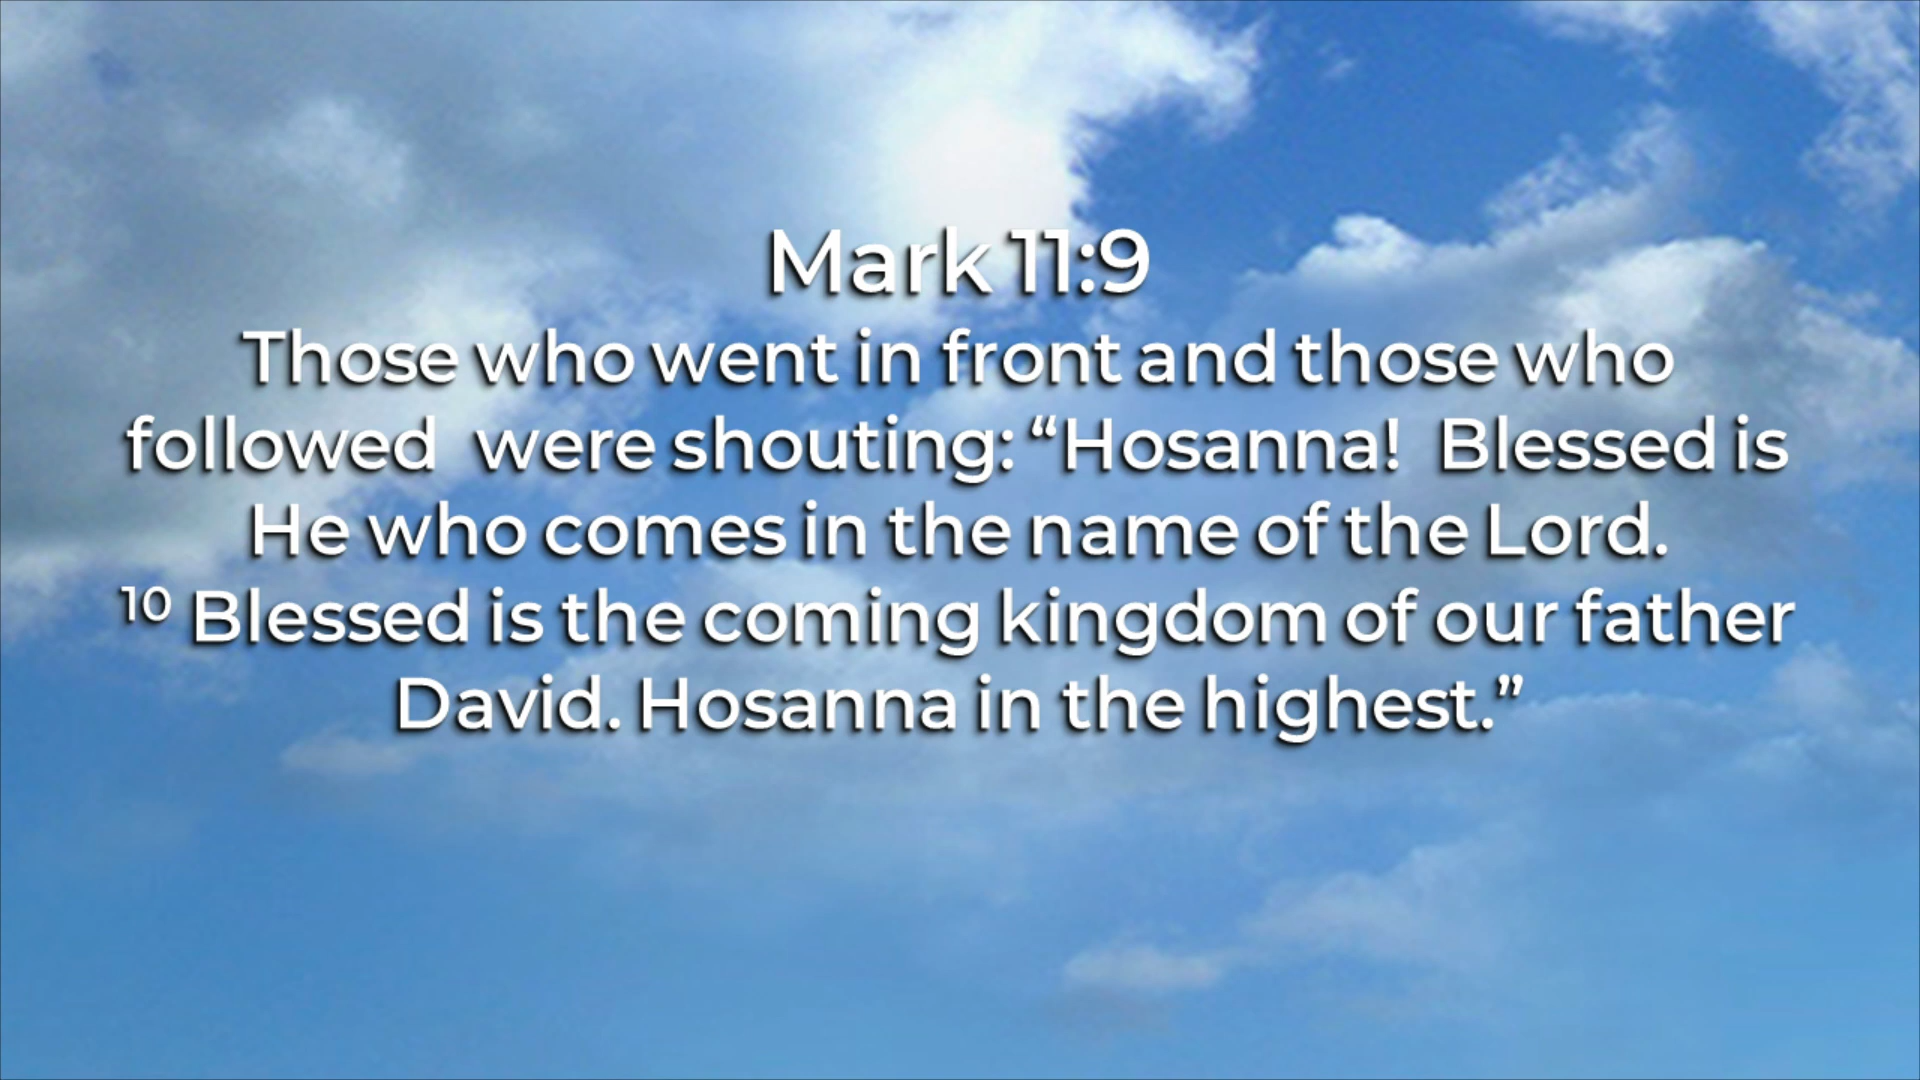 Mark 11:9
Those who went in front and those who
followed were shouting: “Hosanna! Blessed is
He who comes in the name of the Lord.
¹⁰ Blessed is the coming kingdom of our father
David. Hosanna in the highest.”